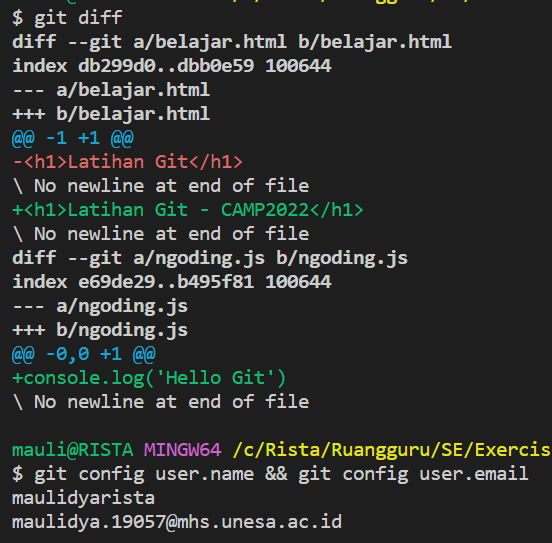 $ git diff
diff --git a/belajar.html b/belajar.html
index db299d0..dbb0e59 100644
--- a/belajar.html
+++ b/belajar.html
@@ -1 +1 @@
-<h1>Latihan Git</h1>
\ No newline at end of file
+<h1>Latihan Git - CAMP2022</h1>
\ No newline at end of file
diff --git a/ngoding.js b/ngoding.js
index e69de29..b495f81 100644
--- a/ngoding.js
+++ b/ngoding.js
@@ -0,0 +1 @@
+console.log('Hello Git')
\ No newline at end of file
mauli@RISTA MINGW64 /c/Rista/Ruangguru/SE/Exercis
$ git config user.name && git config user.email
maulidyarista
maulidya.19057@mhs.unesa.ac.id